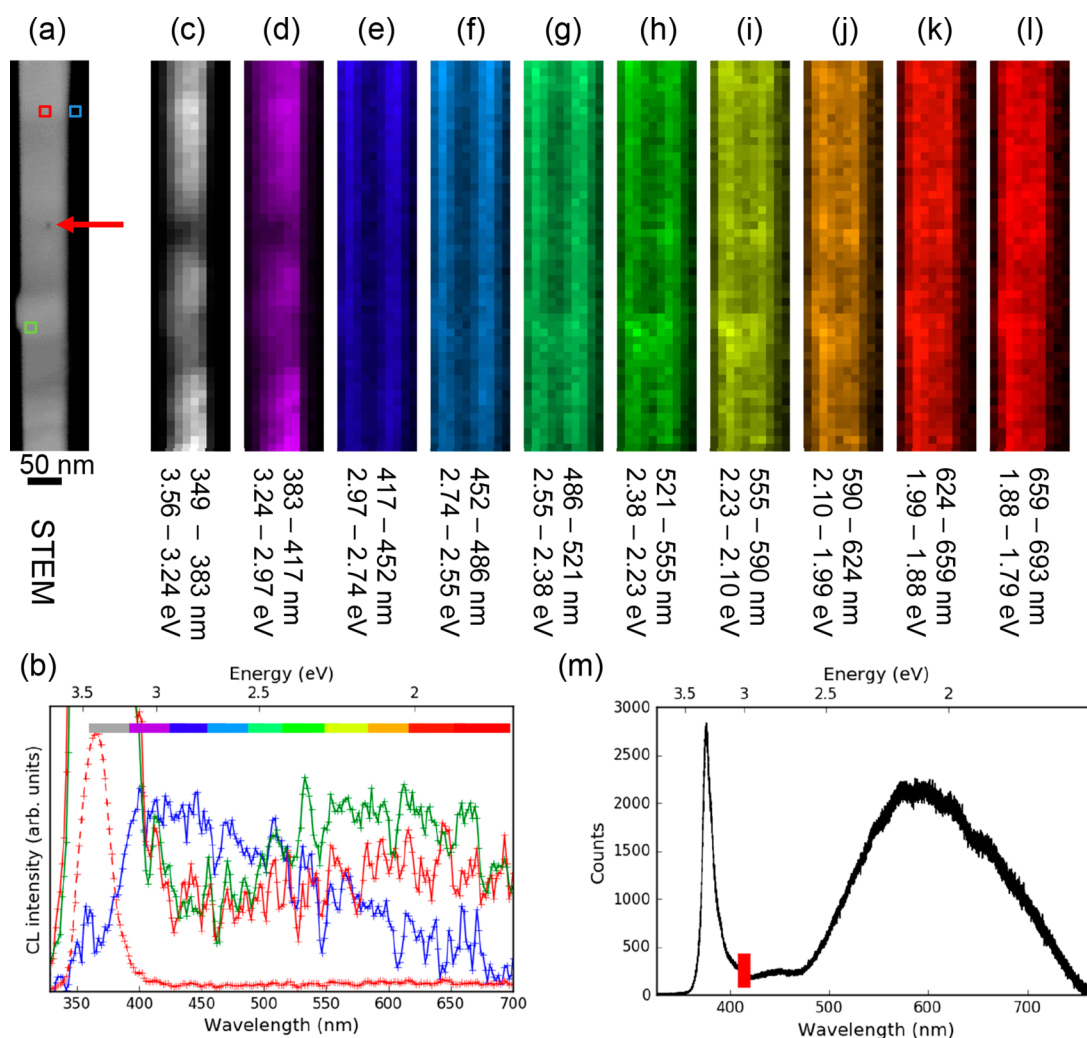 (a) (c) (d) (e) (f) (g) (h) (i) (j) (k) (l)
50 nm
STEM
349 – 383 nm
3.56 – 3.24 eV
383 – 417 nm
3.24 – 2.97 eV
417 – 452 nm
2.97 – 2.74 eV
452 – 486 nm
2.74 – 2.55 eV
486 – 521 nm
2.55 – 2.38 eV
521 – 555 nm
2.38 – 2.23 eV
555 – 590 nm
2.23 – 2.10 eV
590 – 624 nm
2.10 – 1.99 eV
624 – 659 nm
1.99 – 1.88 eV
659 – 693 nm
1.88 – 1.79 eV
(b)
Energy (eV)
3.5 3 2.5 2
CL intensity (arb. units)
350 400 450 500 550 600 650 700
Wavelength (nm)
(m)
Energy (eV)
3.5 3 2.5 2
3000
2500
2000
1500
1000
500
0
Counts
400 500 600 700
Wavelength (nm)